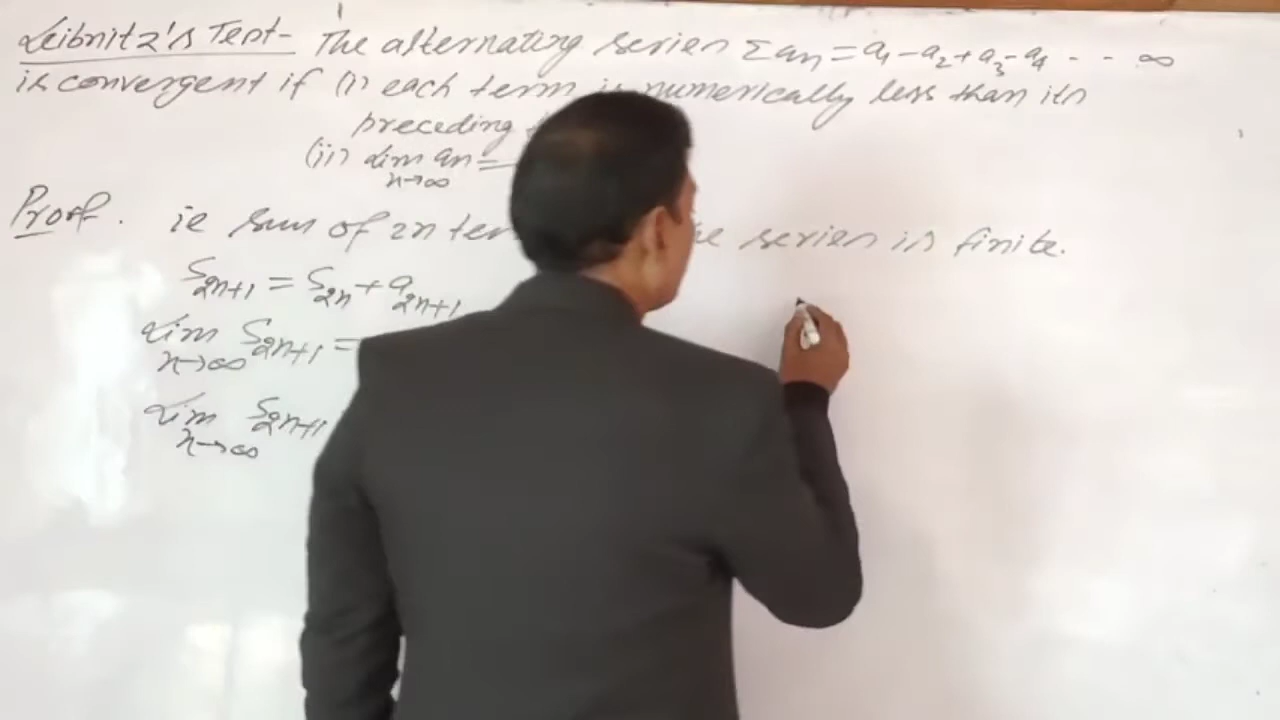 Leibnitz's Test- The alternating series Σan = a1 - a2 + a3 - a4 - - ∞
is convergent if (i) each term is numerically less than its
preceding
(ii) Lim an =
n→∞
Proof. ie sum of 2n series is finite.
S2n+1 = S2n + a2n+1
Lim S2n+1 =
n→∞
Lim S2n+1
n→∞